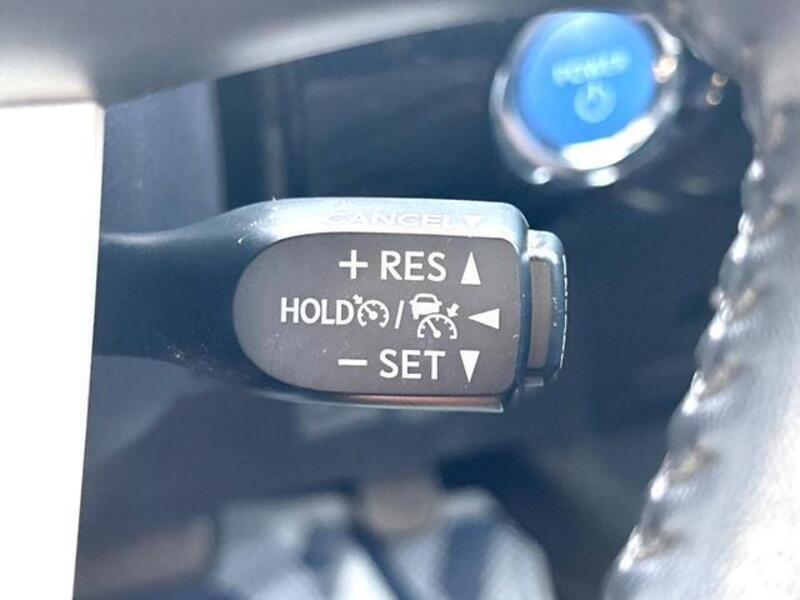 POWER
CANCEL▼
+ RES ▲
HOLD / ◀
− SET ▼